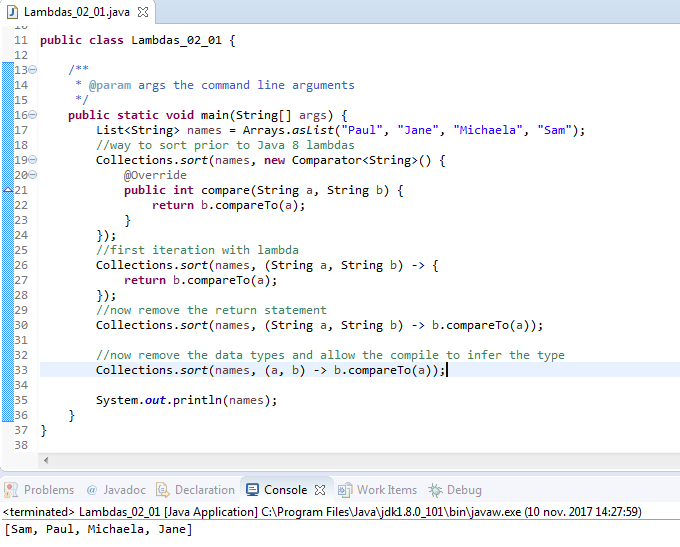 Lambdas_02_01.java
11 public class Lambdas_02_01 {
12
13 /**
14 * @param args the command line arguments
15 */
16 public static void main(String[] args) {
17 List<String> names = Arrays.asList("Paul", "Jane", "Michaela", "Sam");
18 //way to sort prior to Java 8 lambdas
19 Collections.sort(names, new Comparator<String>() {
20 @Override
21 public int compare(String a, String b) {
22 return b.compareTo(a);
23 }
24 });
25 //first iteration with lambda
26 Collections.sort(names, (String a, String b) -> {
27 return b.compareTo(a);
28 });
29 //now remove the return statement
30 Collections.sort(names, (String a, String b) -> b.compareTo(a));
31
32 //now remove the data types and allow the compile to infer the type
33 Collections.sort(names, (a, b) -> b.compareTo(a));
34
35 System.out.println(names);
36 }
37 }
38
Problems @ Javadoc Declaration Console Work Items Debug
<terminated> Lambdas_02_01 [Java Application] C:\Program Files\Java\jdk1.8.0_101\bin\javaw.exe (10 nov. 2017 14:27:59)
[Sam, Paul, Michaela, Jane]